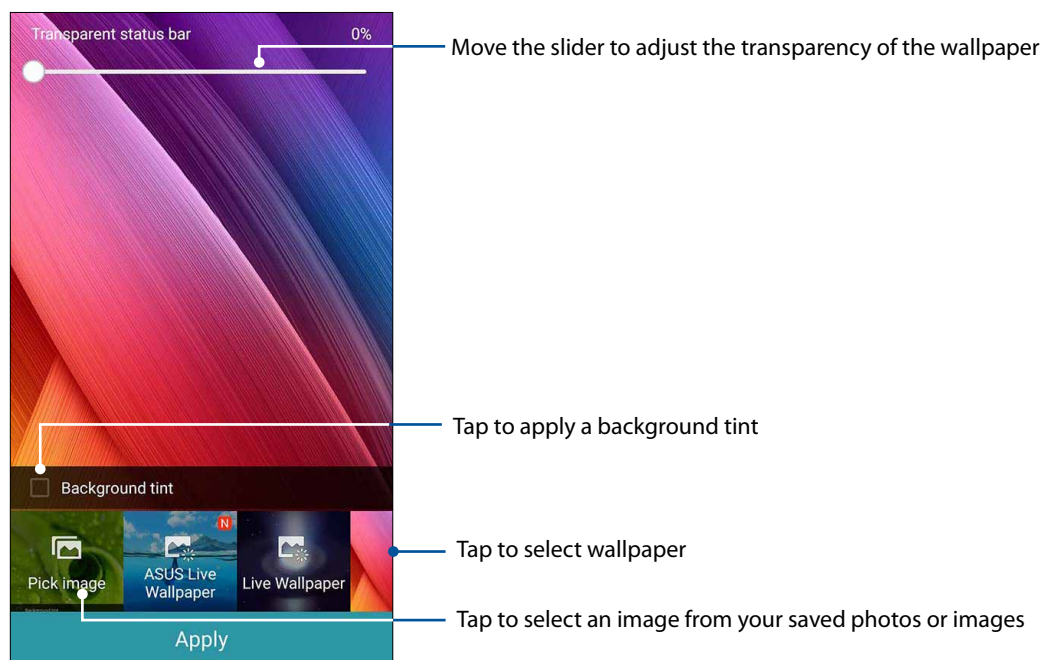 Transparent status bar 0%
Move the slider to adjust the transparency of the wallpaper
Tap to apply a background tint
Background tint
N
Pick image
ASUS Live
Wallpaper
Live Wallpaper
Tap to select wallpaper
Background tint
Tap to select an image from your saved photos or images
Apply